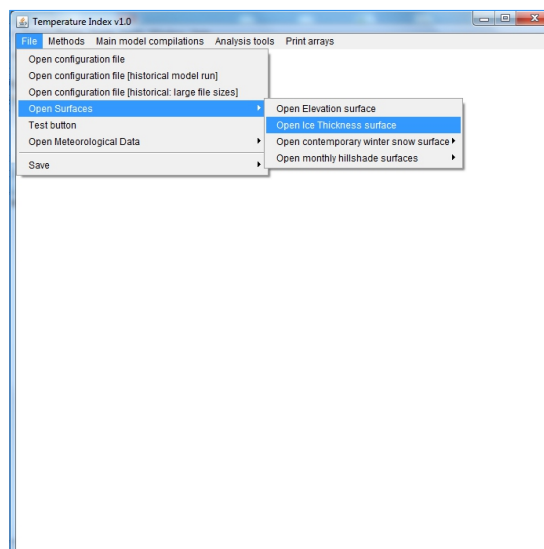 Temperature Index v1.0
File Methods Main model compilations Analysis tools Print arrays
Open configuration file
Open configuration file [historical model run]
Open configuration file [historical: large file sizes]
Open Surfaces
Test button
Open Meteorological Data
Save
Open Elevation surface
Open Ice Thickness surface
Open contemporary winter snow surface
Open monthly hillshade surfaces